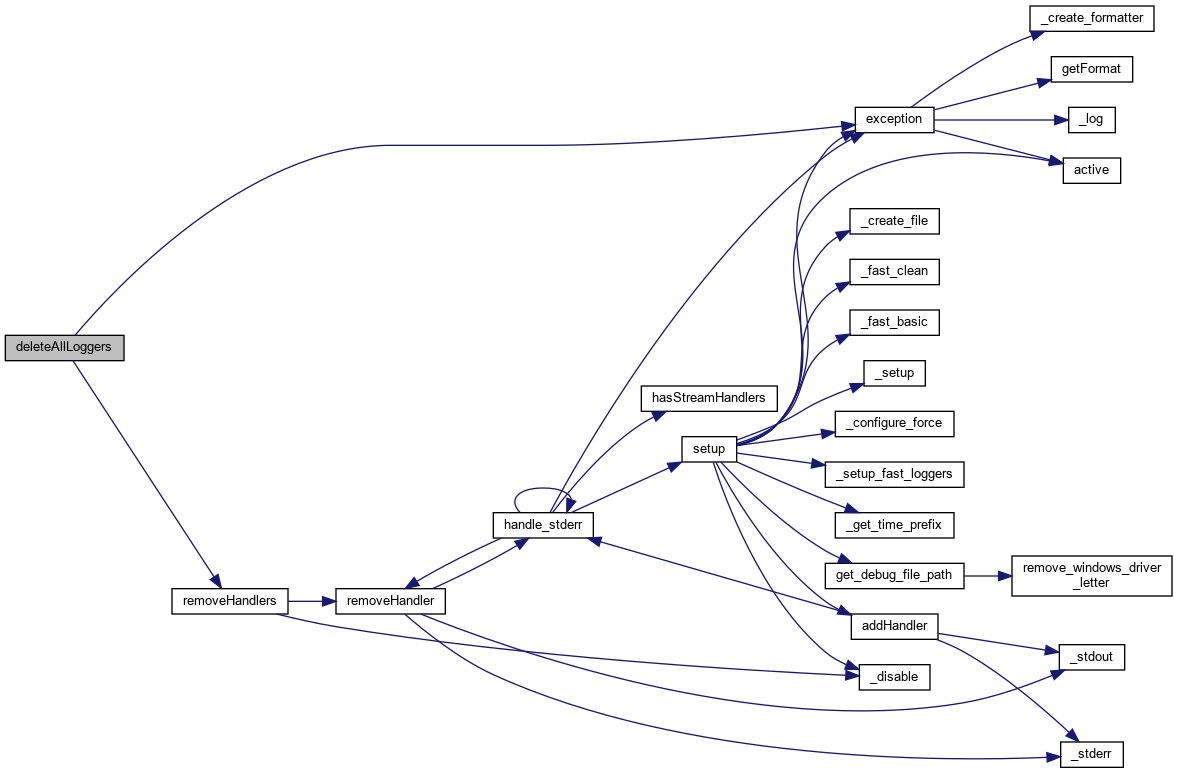 _create_formatter
getFormat
exception
_log
active
_create_file
_fast_clean
_fast_basic
deleteAllLoggers
_setup
hasStreamHandlers
_configure_force
setup
_setup_fast_loggers
handle_stderr
_get_time_prefix
get_debug_file_path
remove_windows_driver
_letter
removeHandlers
removeHandler
addHandler
_stdout
_disable
_stderr